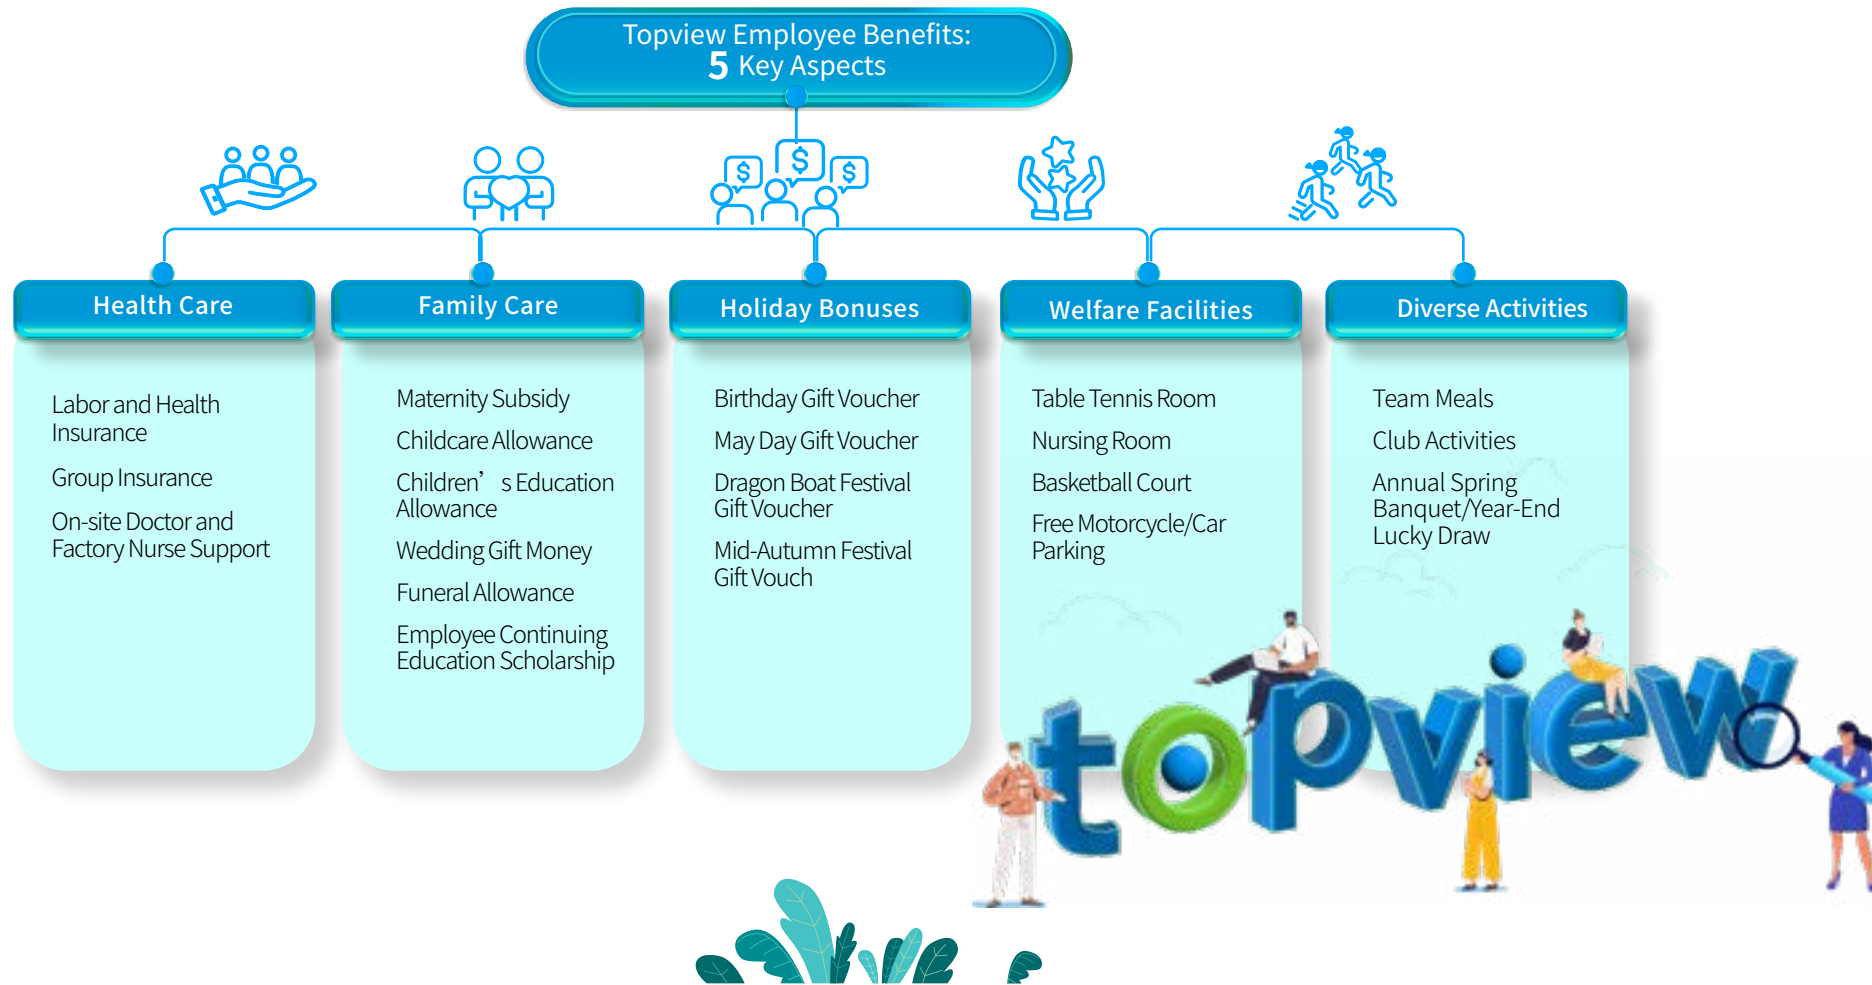 Topview Employee Benefits:
5 Key Aspects
Health Care
Labor and Health
Insurance
Group Insurance
On-site Doctor and
Factory Nurse Support
Family Care
Maternity Subsidy
Childcare Allowance
Children’s Education
Allowance
Wedding Gift Money
Funeral Allowance
Employee Continuing
Education Scholarship
Holiday Bonuses
Birthday Gift Voucher
May Day Gift Voucher
Dragon Boat Festival
Gift Voucher
Mid-Autumn Festival
Gift Vouch
Welfare Facilities
Table Tennis Room
Nursing Room
Basketball Court
Free Motorcycle/Car
Parking
Diverse Activities
Team Meals
Club Activities
Annual Spring
Banquet/Year-End
Lucky Draw
topview